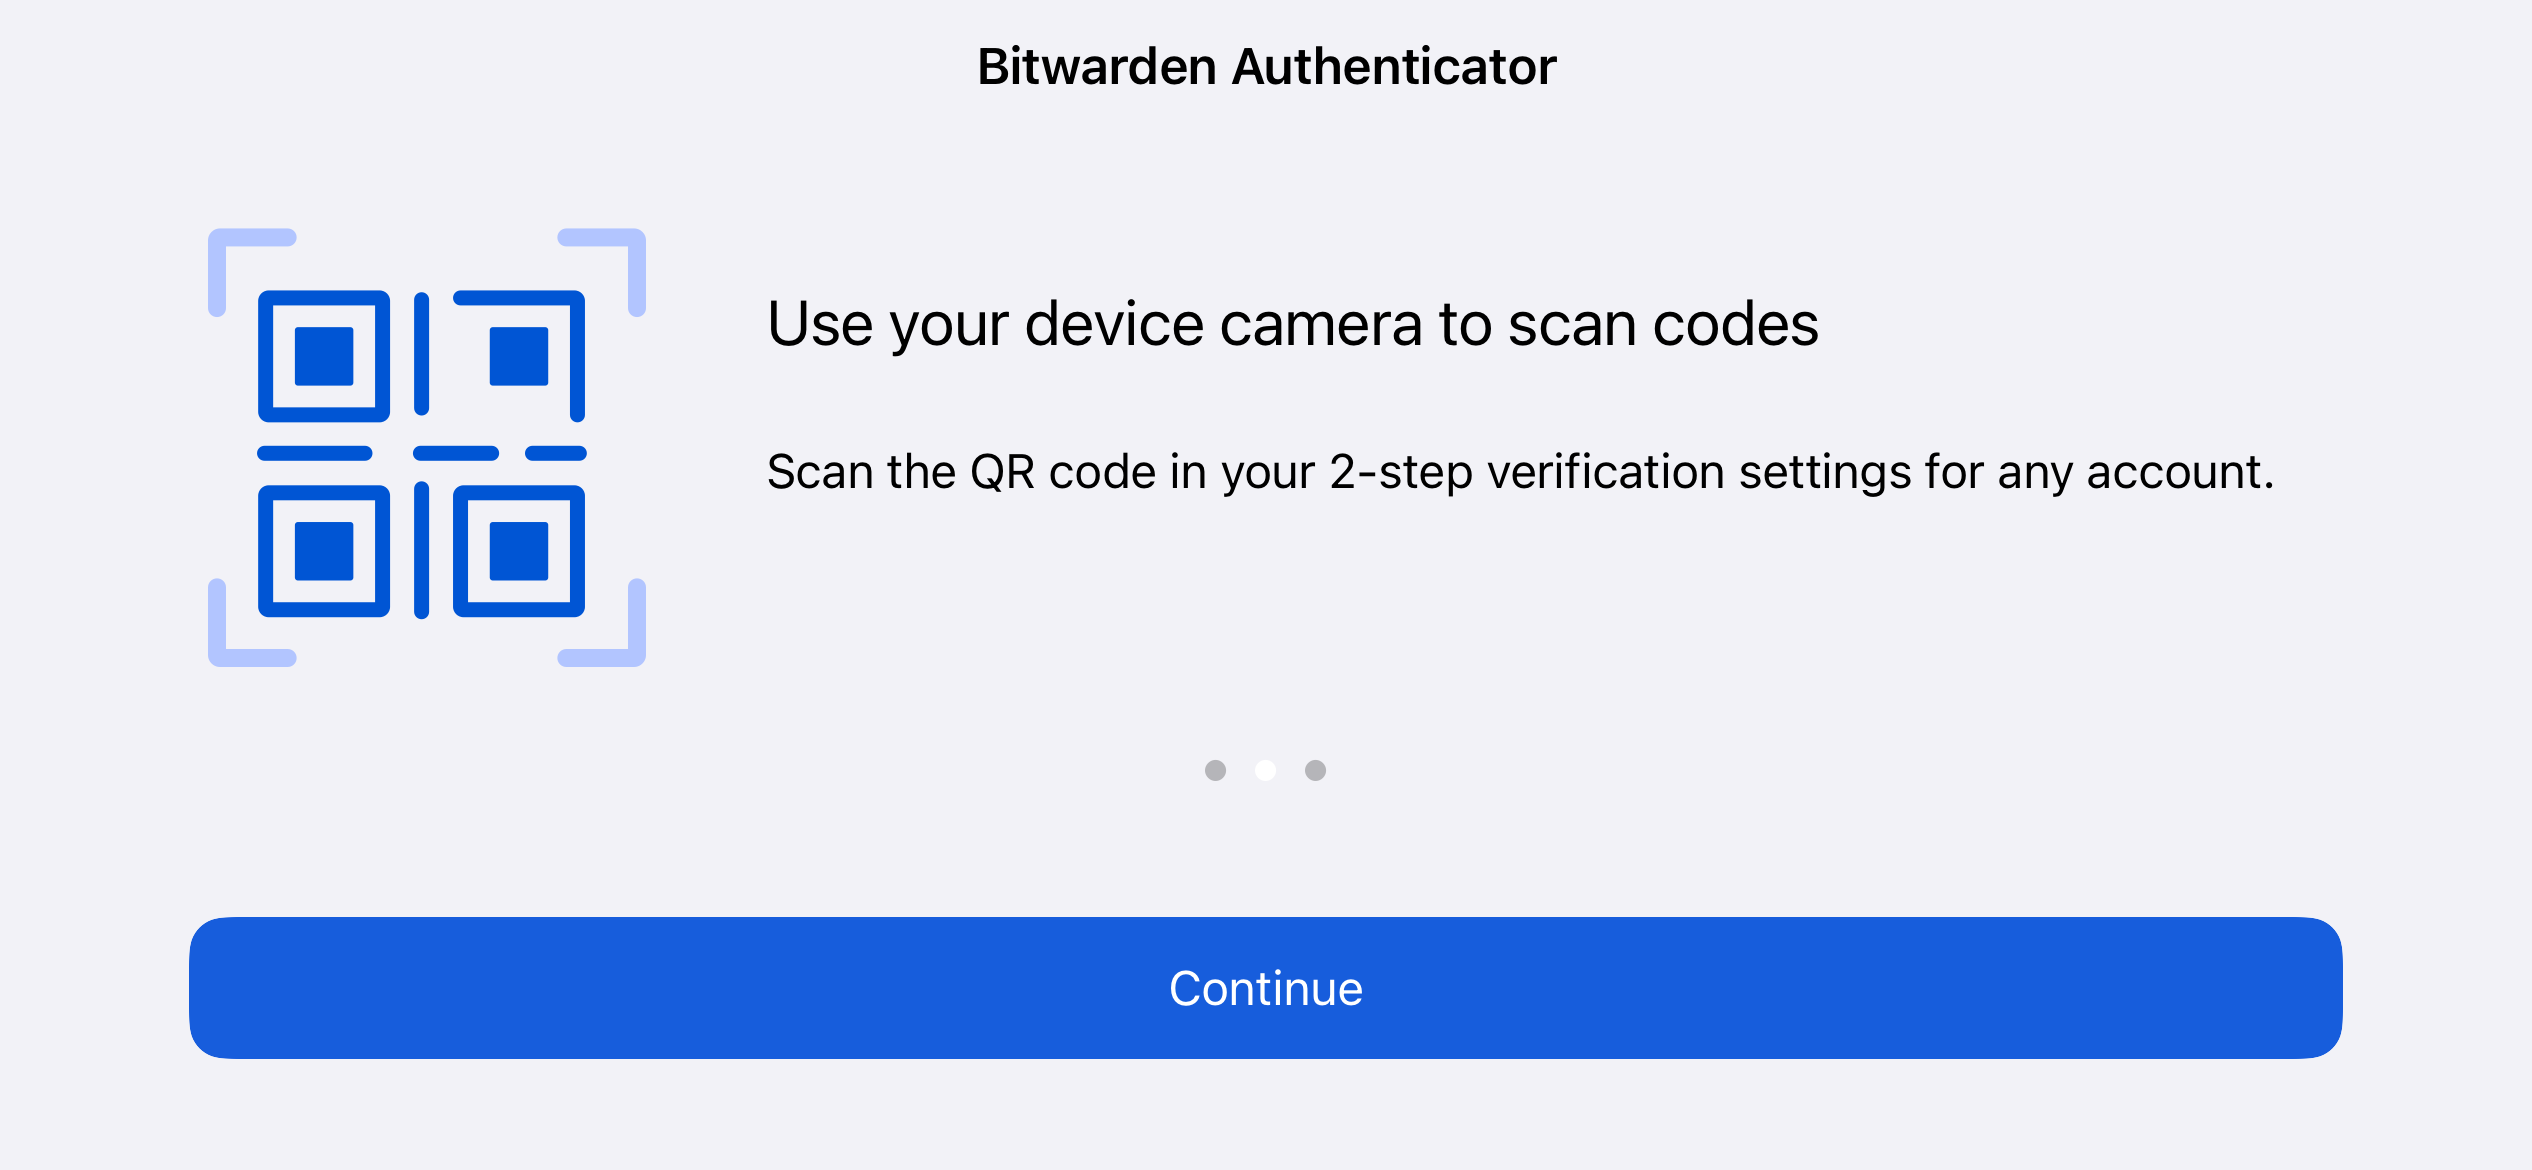 Bitwarden Authenticator
Use your device camera to scan codes
Scan the QR code in your 2-step verification settings for any account.
Continue